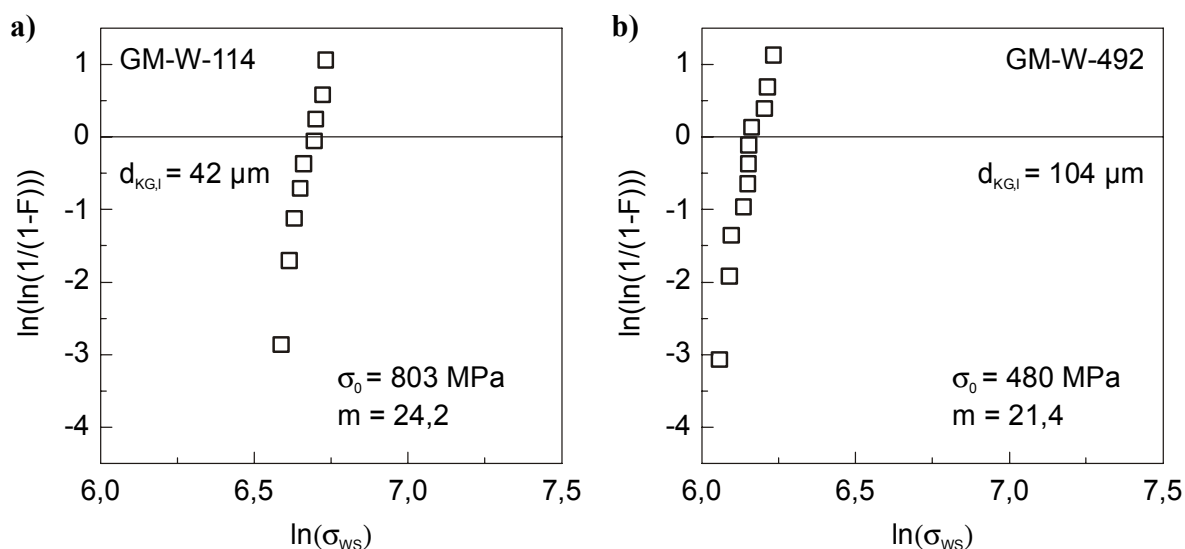 a)
GM-W-114
d_KG,I = 42 µm
σ₀ = 803 MPa
m = 24,2
1
0
-1
-2
-3
-4
ln(ln(1/(1-F)))
6,0 6,5 7,0 7,5
ln(σ_WS)
b)
GM-W-492
d_KG,I = 104 µm
σ₀ = 480 MPa
m = 21,4
1
0
-1
-2
-3
-4
ln(ln(1/(1-F)))
6,0 6,5 7,0 7,5
ln(σ_WS)